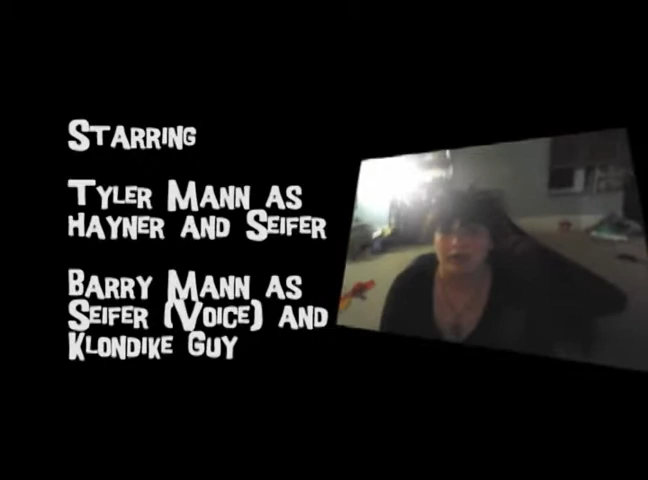 Starring
Tyler Mann as
Hayner and Seifer
Barry Mann as
Seifer (Voice) and
Klondike Guy